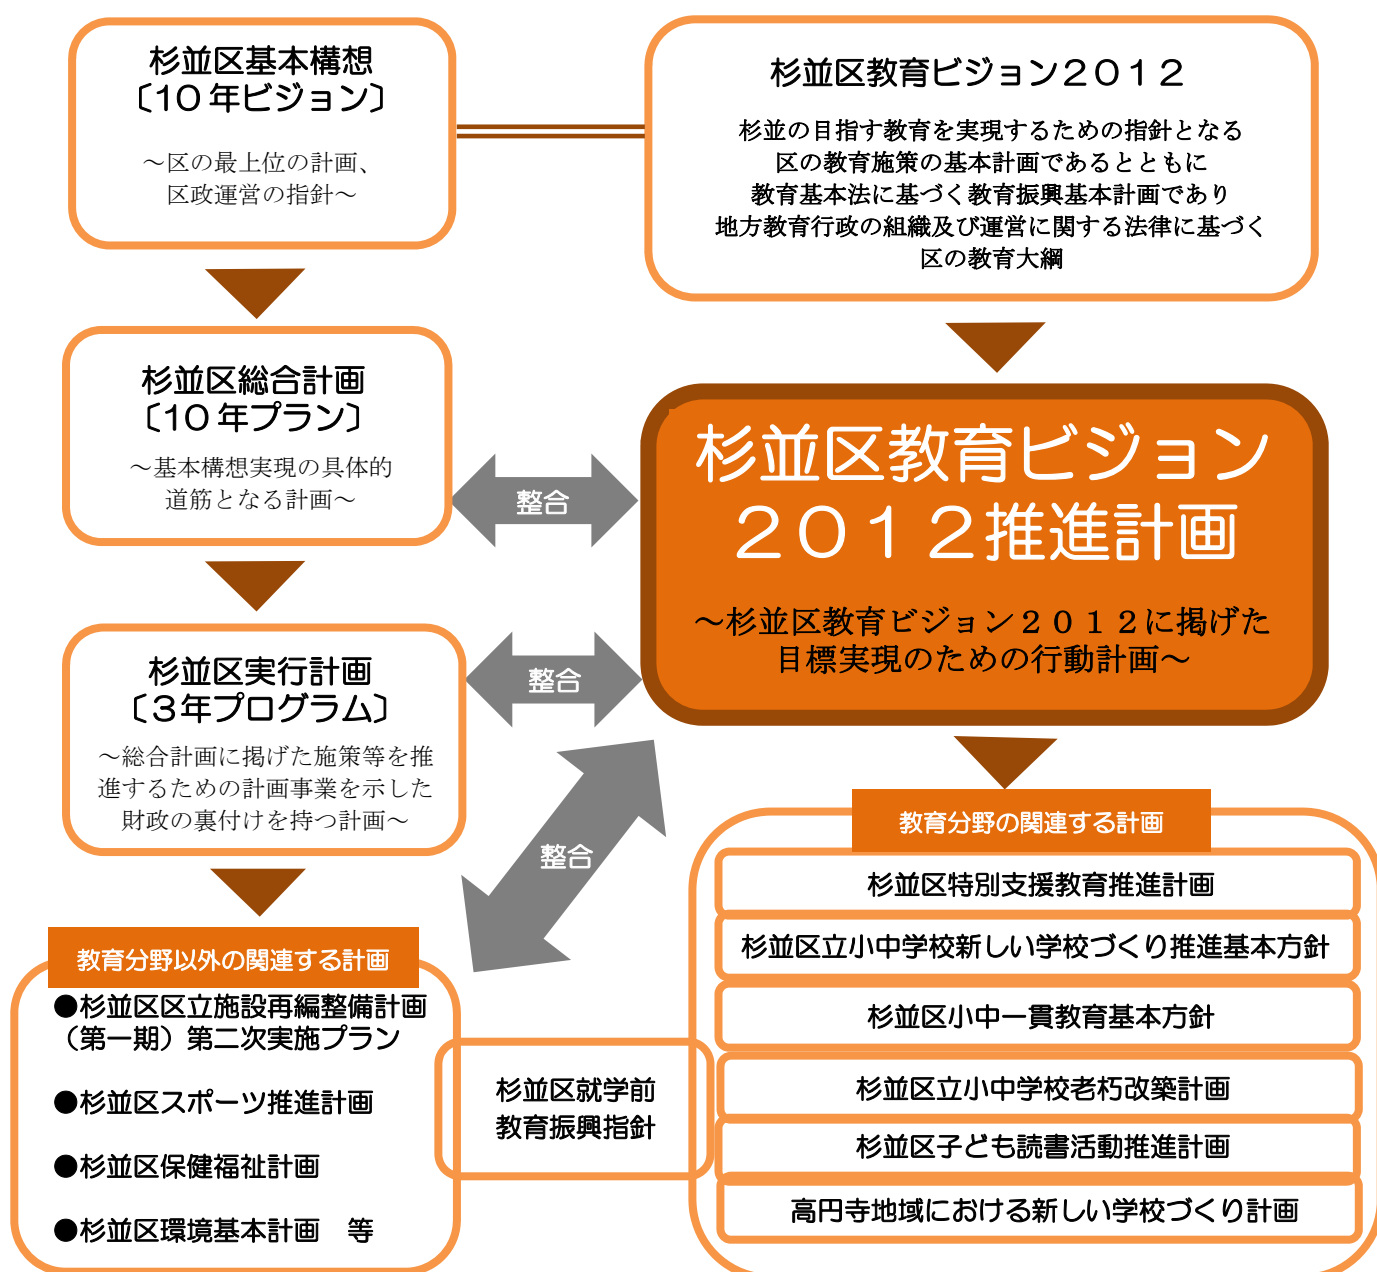 杉並区基本構想
〔10年ビジョン〕
～区の最上位の計画、
区政運営の指針～
杉並区教育ビジョン２０１２
杉並の目指す教育を実現するための指針となる
区の教育施策の基本計画であるとともに
教育基本法に基づく教育振興基本計画であり
地方教育行政の組織及び運営に関する法律に基づく
区の教育大綱
杉並区総合計画
〔10年プラン〕
～基本構想実現の具体的
道筋となる計画～
整合
杉並区教育ビジョン
２０１２推進計画
～杉並区教育ビジョン２０１２に掲げた
目標実現のための行動計画～
杉並区実行計画
〔３年プログラム〕
～総合計画に掲げた施策等を推
進するための計画事業を示した
財政の裏付けを持つ計画～
整合
整合
教育分野以外の関連する計画
●杉並区区立施設再編整備計画
（第一期）第二次実施プラン
●杉並区スポーツ推進計画
●杉並区保健福祉計画
●杉並区環境基本計画　等
杉並区就学前
教育振興指針
教育分野の関連する計画
杉並区特別支援教育推進計画
杉並区立小中学校新しい学校づくり推進基本方針
杉並区小中一貫教育基本方針
杉並区立小中学校老朽改築計画
杉並区子ども読書活動推進計画
高円寺地域における新しい学校づくり計画